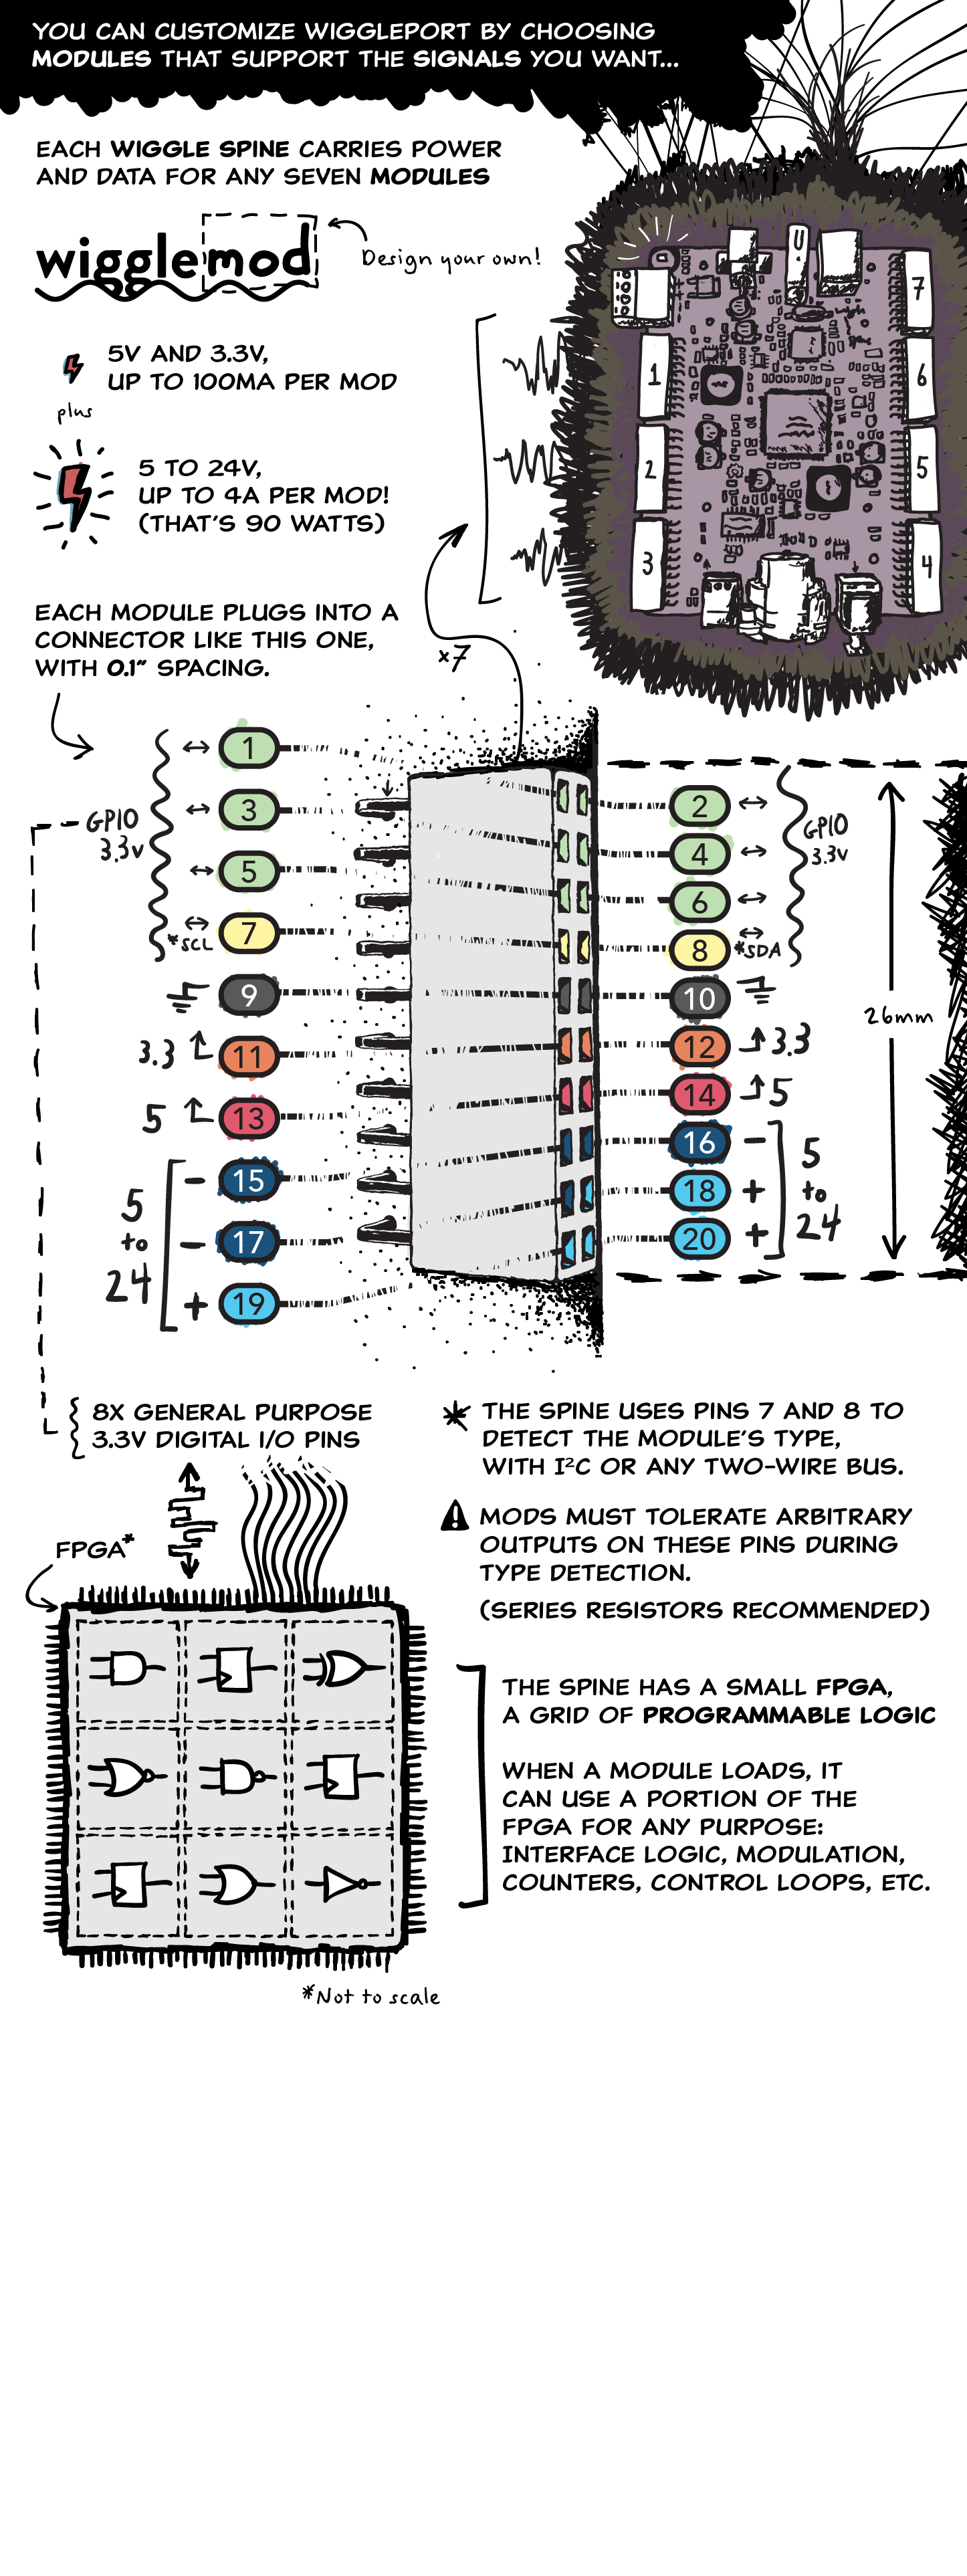 YOU CAN CUSTOMIZE WIGGLEPORT BY CHOOSING
MODULES THAT SUPPORT THE SIGNALS YOU WANT...
EACH WIGGLE SPINE CARRIES POWER
AND DATA FOR ANY SEVEN MODULES
wigglemod
Design your own!
5V AND 3.3V,
UP TO 100MA PER MOD
plus
5 TO 24V,
UP TO 4A PER MOD!
(THAT'S 90 WATTS)
7
1
6
2
5
3
4
EACH MODULE PLUGS INTO A
CONNECTOR LIKE THIS ONE,
WITH 0.1" SPACING.
x7
1
3
5
7
9
11
13
15
17
19
GPIO
3.3v
*SCL
3.3
5
-
-
+
5
to
24
2
4
6
8
10
12
14
16
18
20
GPIO
3.3v
*SDA
3.3
5
-
+
+
5
to
24
26mm
8X GENERAL PURPOSE
3.3V DIGITAL I/O PINS
* THE SPINE USES PINS 7 AND 8 TO
DETECT THE MODULE'S TYPE,
WITH I²C OR ANY TWO-WIRE BUS.
MODS MUST TOLERATE ARBITRARY
OUTPUTS ON THESE PINS DURING
TYPE DETECTION.
(SERIES RESISTORS RECOMMENDED)
FPGA*
THE SPINE HAS A SMALL FPGA,
A GRID OF PROGRAMMABLE LOGIC
WHEN A MODULE LOADS, IT
CAN USE A PORTION OF THE
FPGA FOR ANY PURPOSE:
INTERFACE LOGIC, MODULATION,
COUNTERS, CONTROL LOOPS, ETC.
*Not to scale